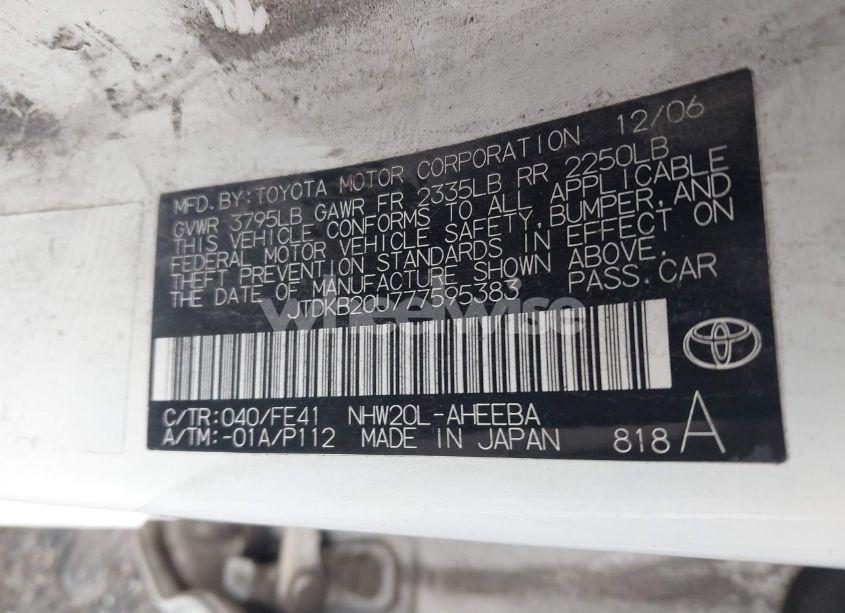 MFD. BY: TOYOTA MOTOR CORPORATION 12/06
GVWR 3795LB GAWR FR 2335LB RR 2250LB
THIS VEHICLE CONFORMS TO ALL APPLICABLE
FEDERAL MOTOR VEHICLE SAFETY, BUMPER, AND
THEFT PREVENTION STANDARDS IN EFFECT ON
THE DATE OF MANUFACTURE SHOWN ABOVE.
JTDKB20U777595383 PASS. CAR
wheelwise
C/TR: 040/FE41 NHW20L-AHEEBA
A/TM: -01A/P112 MADE IN JAPAN 818 A